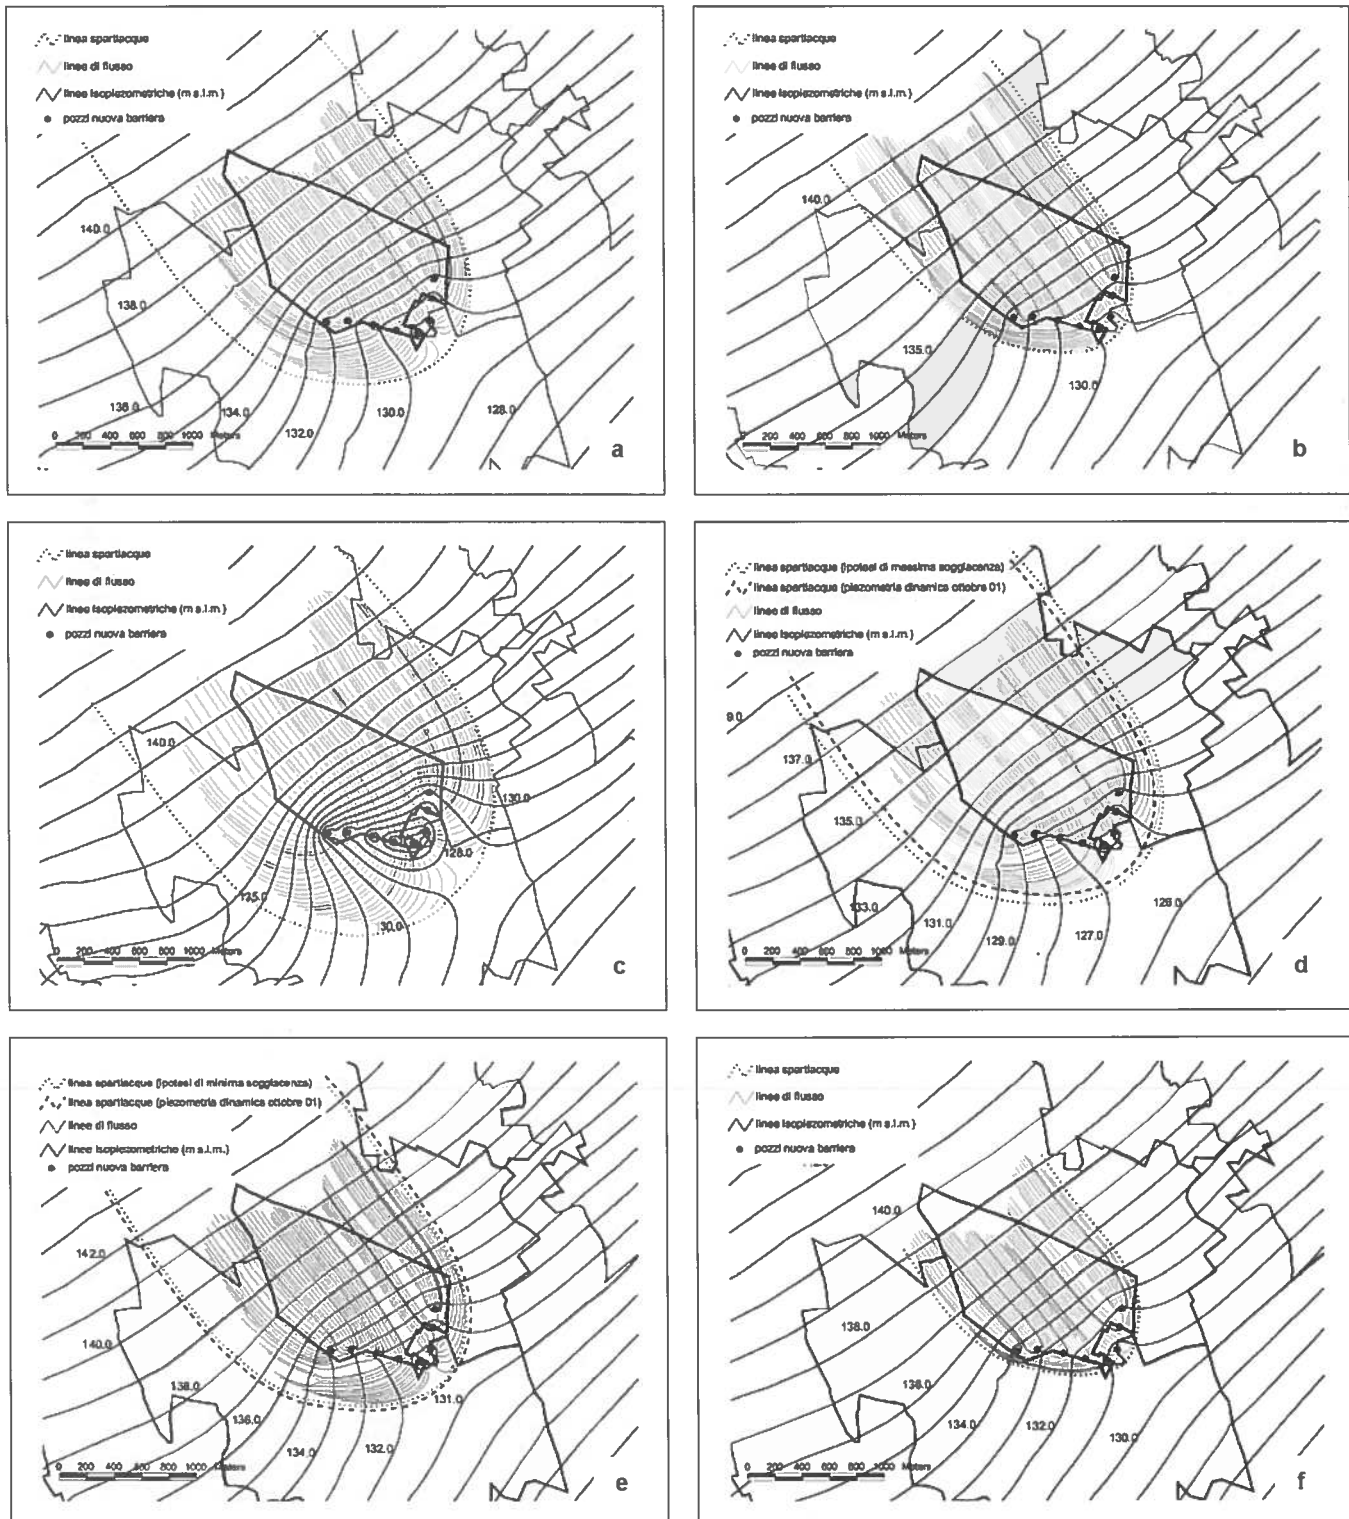 linea spartiacque
linee di flusso
linee isopiezometriche (m s.l.m.)
pozzi nuova barriera
140.0
138.0
136.0
134.0
132.0
130.0
128.0
0 200 400 600 800 1000 Meters
a
linea spartiacque
linee di flusso
linee isopiezometriche (m s.l.m.)
pozzi nuova barriera
140.0
135.0
130.0
0 200 400 600 800 1000 Meters
b
linea spartiacque
linee di flusso
linee isopiezometriche (m s.l.m.)
pozzi nuova barriera
140.0
130.0
128.0
135.0
30.0
0 200 400 600 800 1000 Meters
c
linea spartiacque (ipotesi di massima soggiacenza)
linea spartiacque (piezometria dinamica ottobre 01)
linee di flusso
linee isopiezometriche (m s.l.m.)
pozzi nuova barriera
9.0
137.0
135.0
133.0
131.0
129.0
127.0
0 200 400 600 800 1000 Meters
d
linea spartiacque (ipotesi di minima soggiacenza)
linea spartiacque (piezometria dinamica ottobre 01)
linee di flusso
linee isopiezometriche (m s.l.m.)
pozzi nuova barriera
142.0
140.0
138.0
136.0
134.0
132.0
131.0
0 200 400 600 800 1000 Meters
e
linea spartiacque
linee di flusso
linee isopiezometriche (m s.l.m.)
pozzi nuova barriera
140.0
138.0
136.0
134.0
132.0
130.0
0 200 400 600 800 1000 Meters
f